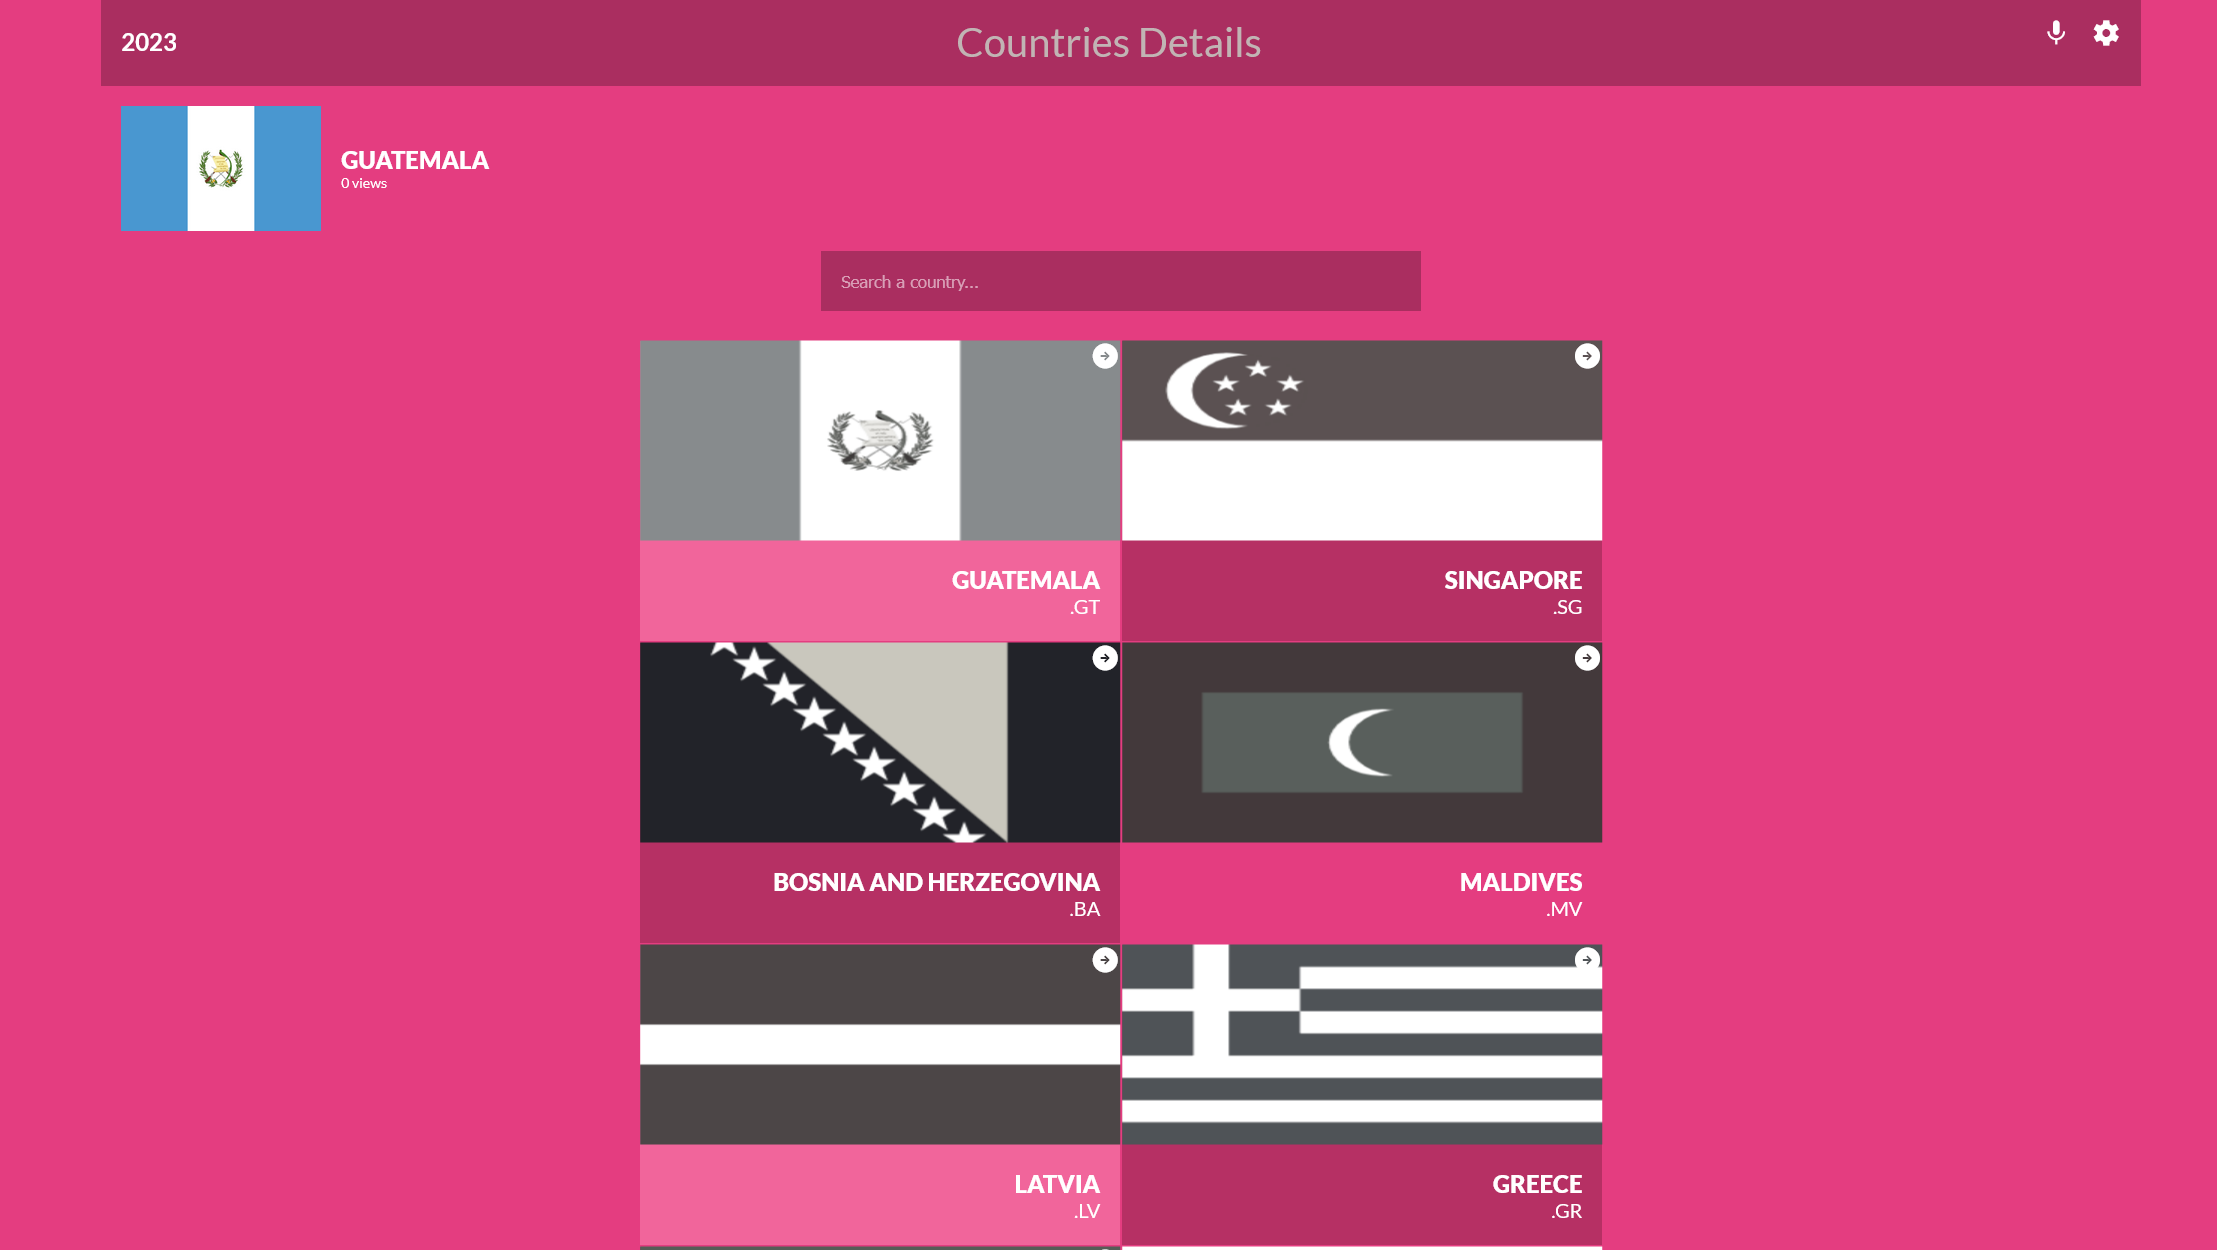 2023
Countries Details
GUATEMALA
0 views
Search a country...
GUATEMALA
.GT
SINGAPORE
.SG
BOSNIA AND HERZEGOVINA
.BA
MALDIVES
.MV
LATVIA
.LV
GREECE
.GR